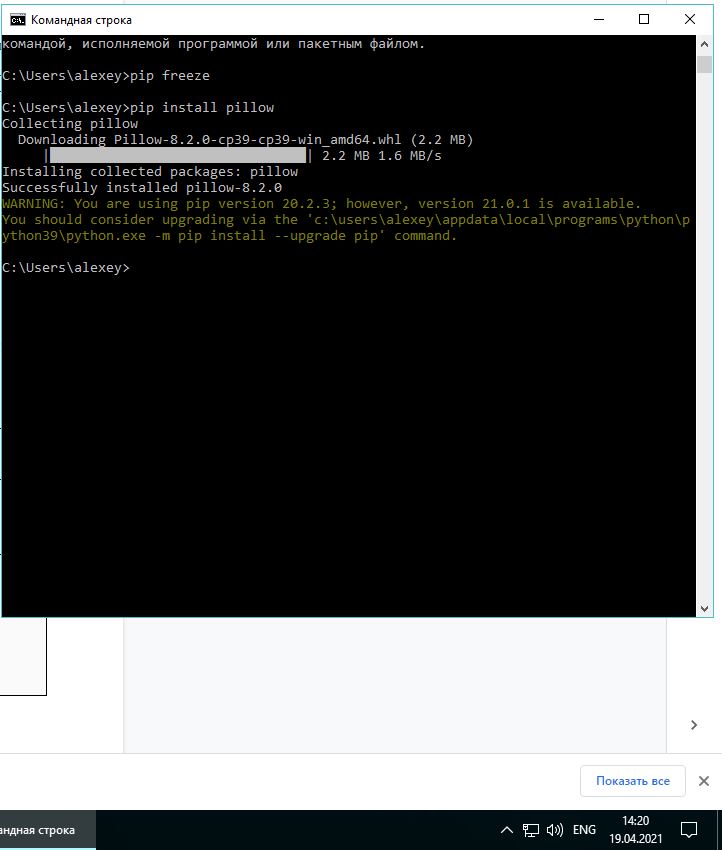 Командная строка
командой, исполняемой программой или пакетным файлом.
C:\Users\alexey>pip freeze
C:\Users\alexey>pip install pillow
Collecting pillow
Downloading Pillow-8.2.0-cp39-cp39-win_amd64.whl (2.2 MB)
|████████████████████████████████| 2.2 MB 1.6 MB/s
Installing collected packages: pillow
Successfully installed pillow-8.2.0
WARNING: You are using pip version 20.2.3; however, version 21.0.1 is available.
You should consider upgrading via the 'c:\users\alexey\appdata\local\programs\python\p
ython39\python.exe -m pip install --upgrade pip' command.
C:\Users\alexey>
Показать все
андная строка
ENG
14:20
19.04.2021